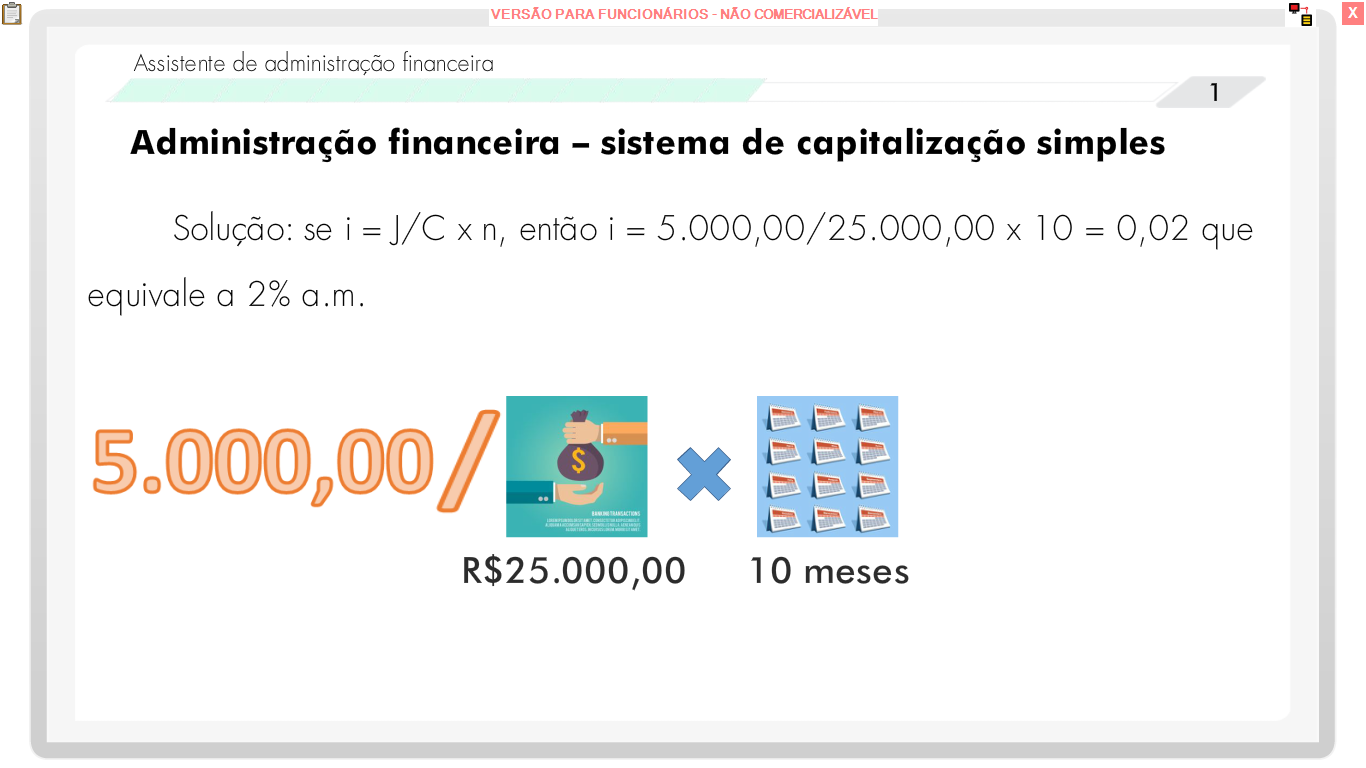 VERSÃO PARA FUNCIONÁRIOS - NÃO COMERCIALIZÁVEL
X
Assistente de administração financeira
1
Administração financeira – sistema de capitalização simples
Solução: se i = J/C x n, então i = 5.000,00/25.000,00 x 10 = 0,02 que
equivale a 2% a.m.
5.000,00/
$
BANKING TRANSACTIONS
R$25.000,00
10 meses